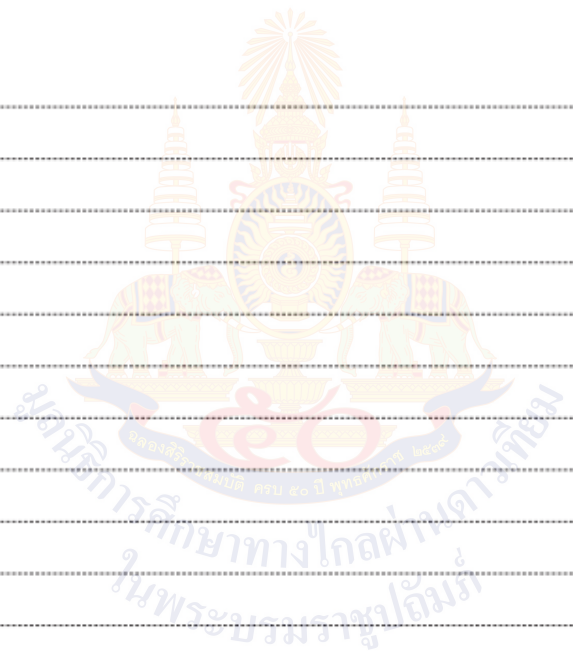 ๕๐
ฉลองสิริราชสมบัติ ครบ ๕๐ ปี พุทธศักราช ๒๕๓๙
มูลนิธิการศึกษาทางไกลผ่านดาวเทียม
ในพระบรมราชูปถัมภ์